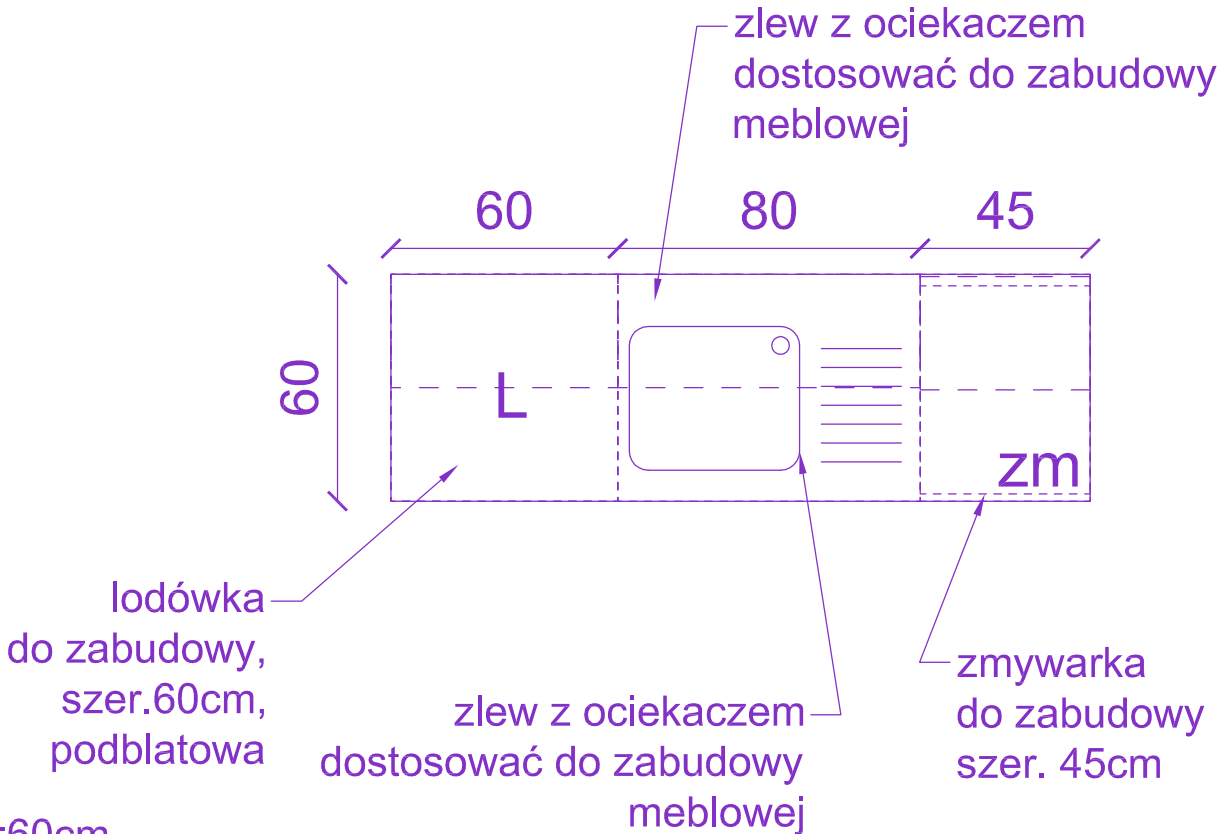 zlew z ociekaczem
dostosować do zabudowy
meblowej
60
80
45
60
L
zm
lodówka
do zabudowy,
szer.60cm,
podblatowa
zlew z ociekaczem
dostosować do zabudowy
meblowej
zmywarka
do zabudowy
szer. 45cm
60cm